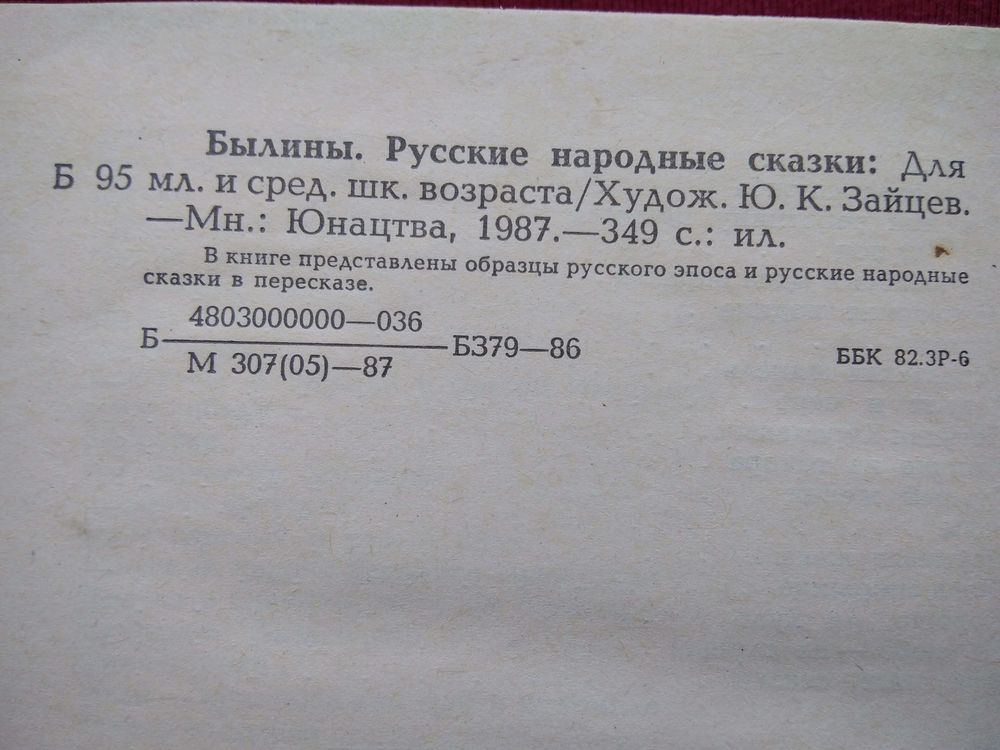 Былины. Русские народные сказки: Для
Б 95 мл. и сред. шк. возраста/Худож. Ю. К. Зайцев.
—Мн.: Юнацтва, 1987.—349 с.: ил.
В книге представлены образцы русского эпоса и русские народные
сказки в пересказе.
4803000000—036
Б БЗ79—86
М 307(05)—87
ББК 82.3Р-6